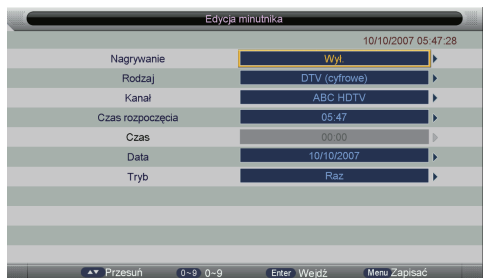 Edycja minutnika
10/10/2007 05:47:28
Nagrywanie Wył.
Rodzaj DTV (cyfrowe)
Kanał ABC HDTV
Czas rozpoczęcia 05:47
Czas 00:00
Data 10/10/2007
Tryb Raz
▲▼ Przesuń 0~9 0~9 Enter Wejdź Menu Zapisać